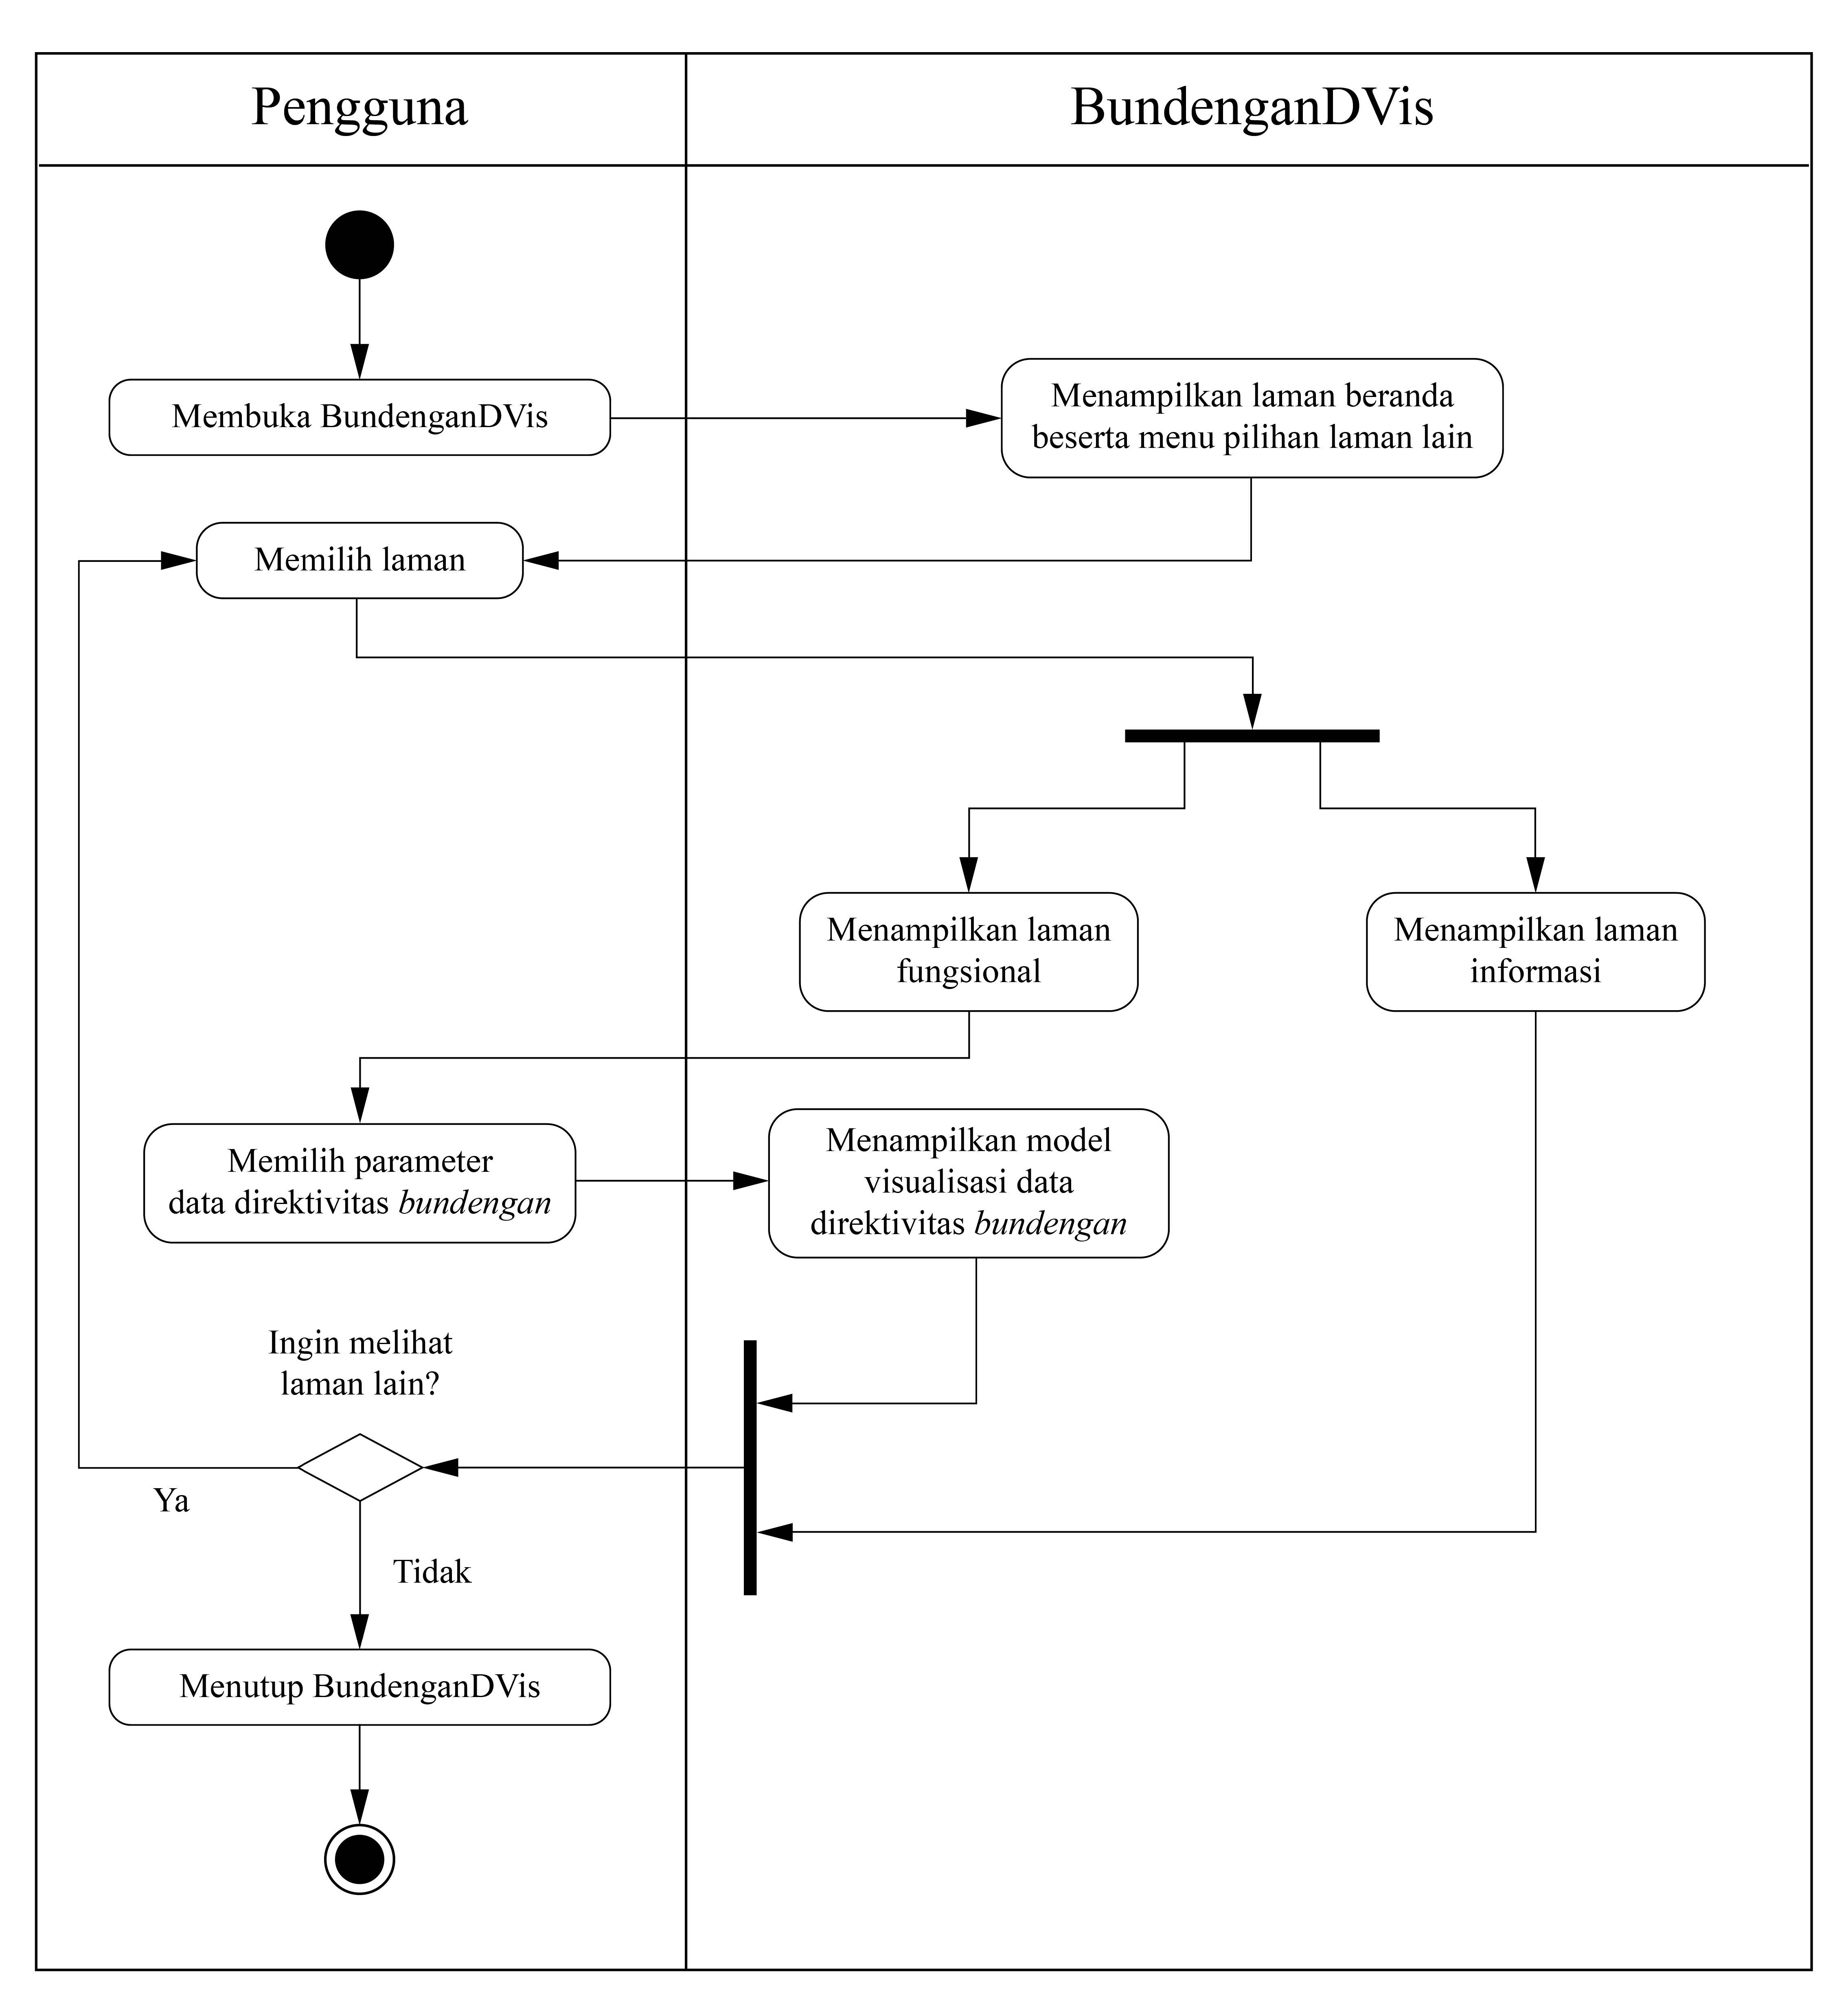 Pengguna
BundenganDVis
Membuka BundenganDVis
Menampilkan laman beranda
beserta menu pilihan laman lain
Memilih laman
Menampilkan laman
fungsional
Menampilkan laman
informasi
Memilih parameter
data direktivitas bundengan
Menampilkan model
visualisasi data
direktivitas bundengan
Ingin melihat
laman lain?
Ya
Tidak
Menutup BundenganDVis